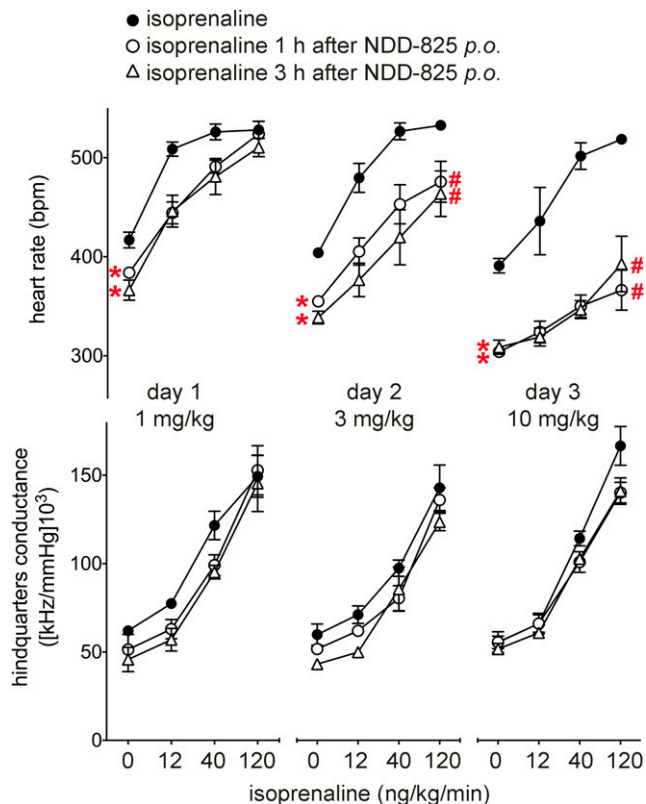 isoprenaline
isoprenaline 1 h after NDD-825 p.o.
isoprenaline 3 h after NDD-825 p.o.
heart rate (bpm)
500
400
300
*
*
*
*
#
#
*
*
#
#
day 1
1 mg/kg
day 2
3 mg/kg
day 3
10 mg/kg
hindquarters conductance
([kHz/mmHg]10³)
150
100
50
0
0 12 40 120 0 12 40 120 0 12 40 120
isoprenaline (ng/kg/min)